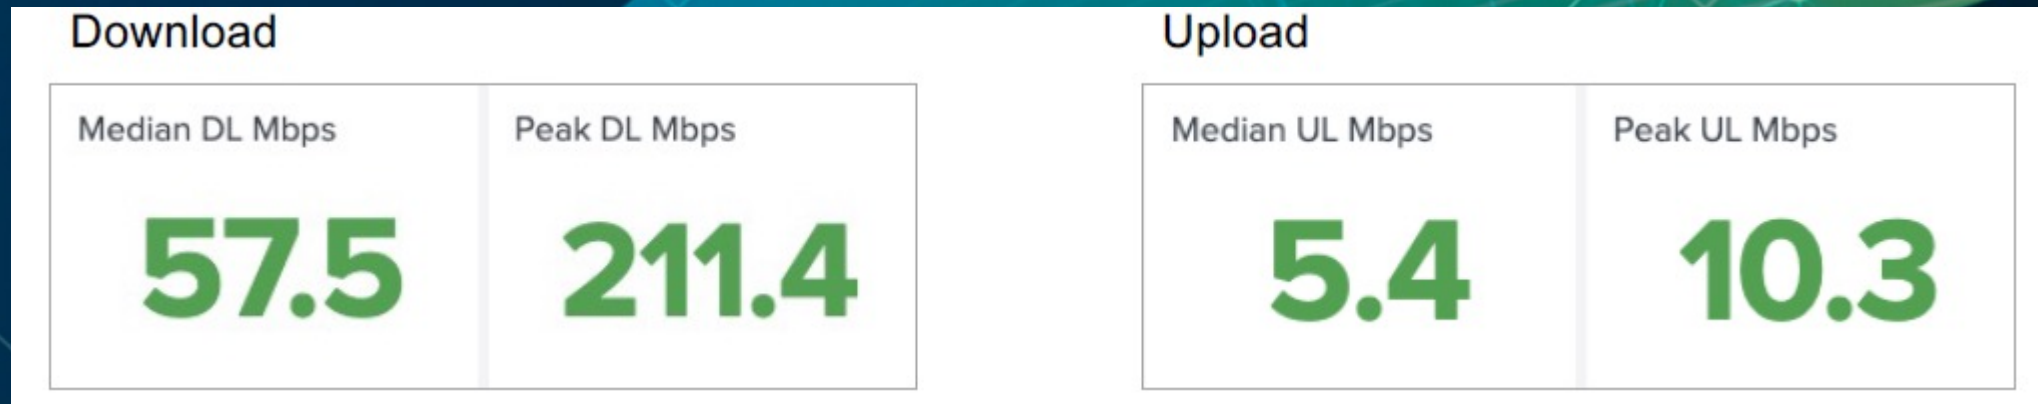 Download
Median DL Mbps
Peak DL Mbps
57.5
211.4
Upload
Median UL Mbps
Peak UL Mbps
5.4
10.3